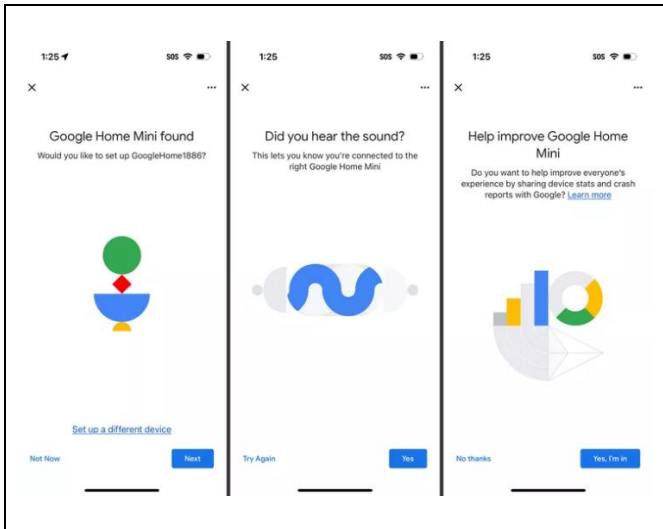 1:25
SOS
Google Home Mini found
Would you like to set up GoogleHome1886?
Set up a different device
Not Now
Next
1:25
SOS
Did you hear the sound?
This lets you know you're connected to the
right Google Home Mini
Try Again
Yes
1:25
SOS
Help improve Google Home
Mini
Do you want to help improve everyone's
experience by sharing device stats and crash
reports with Google? Learn more
No thanks
Yes, I'm in